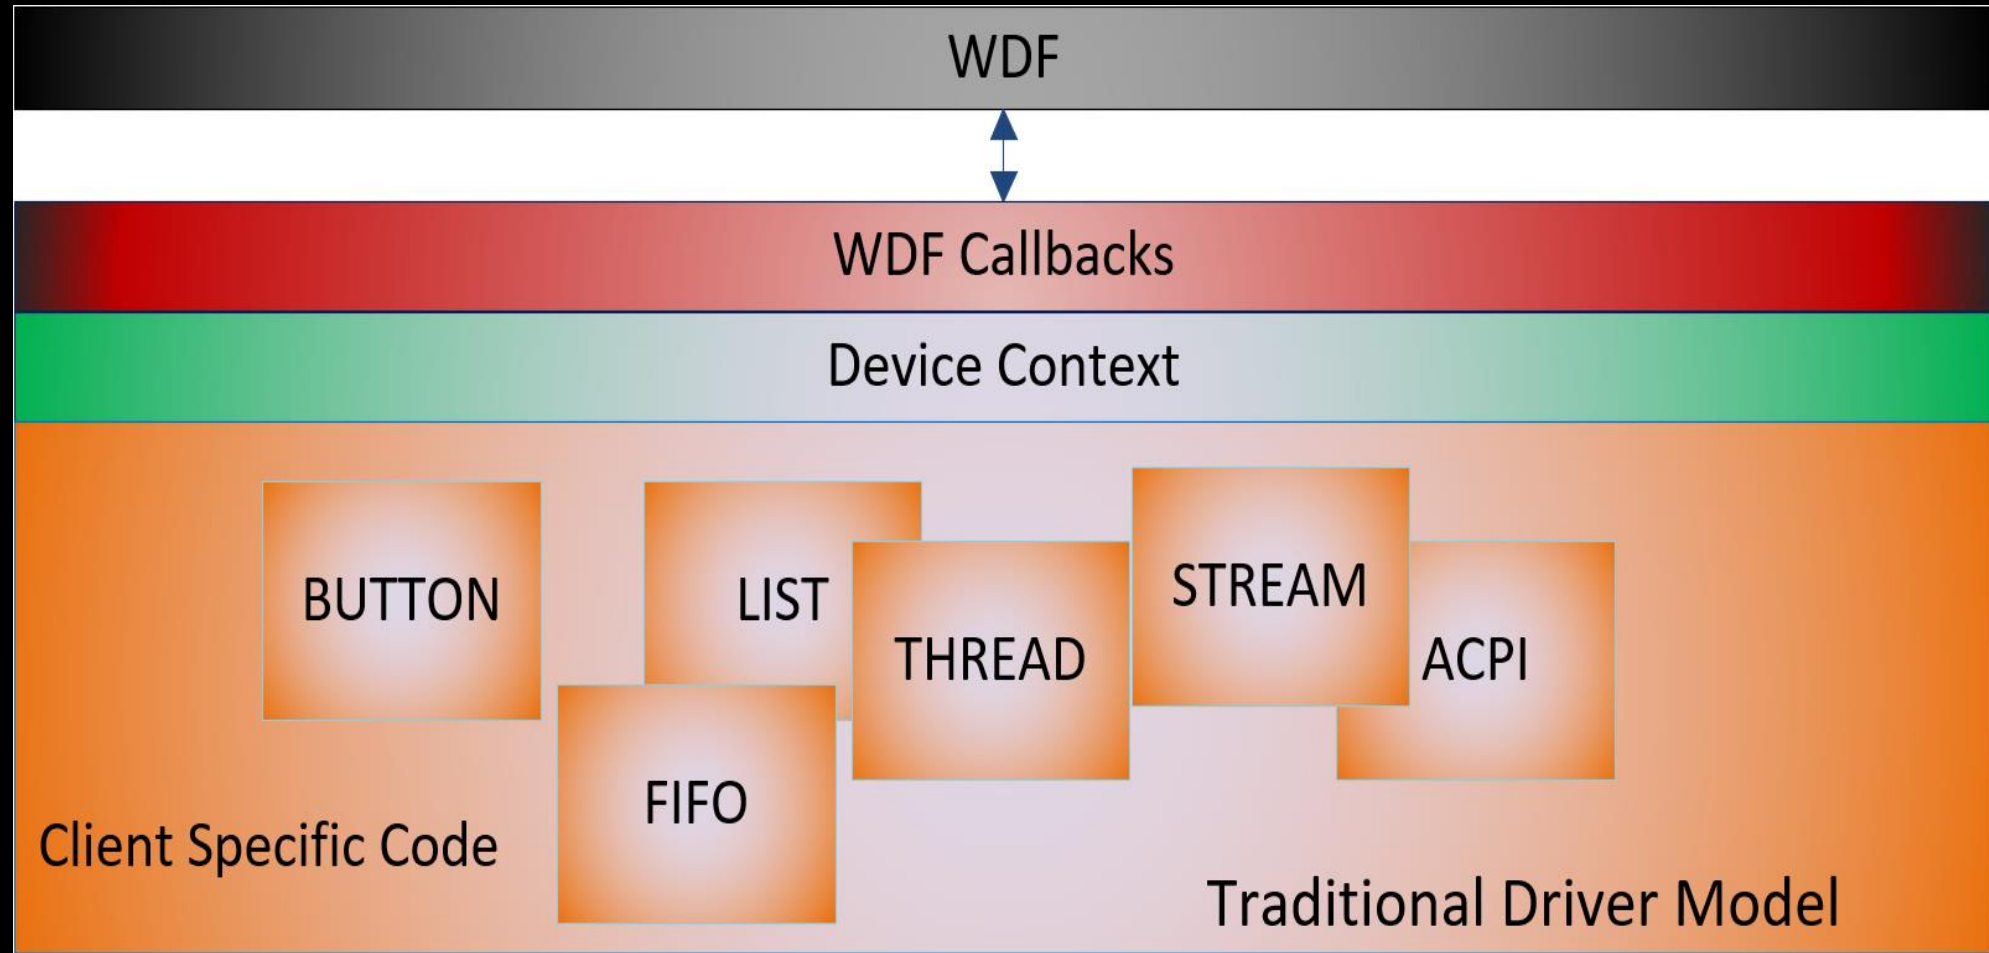 WDF
WDF Callbacks
Device Context
BUTTON
LIST
STREAM
THREAD
ACPI
FIFO
Client Specific Code
Traditional Driver Model